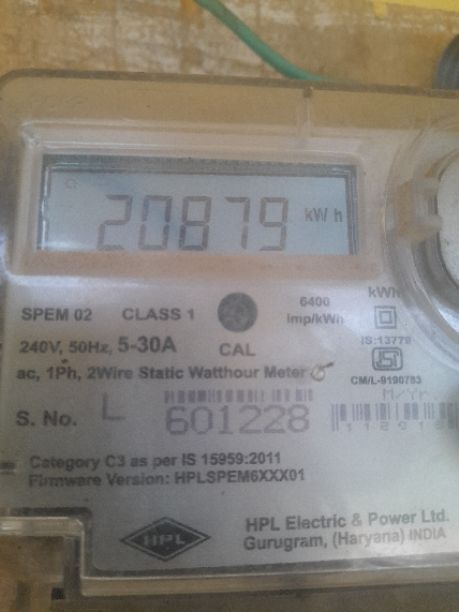 20879 kWh
SPEM 02 CLASS 1 6400 imp/kWh kWh
240V, 50Hz, 5-30A CAL IS:13779
ac, 1Ph, 2Wire Static Watthour Meter
CM/L-9190783
M/Yr.
S. No. L 601228
Category C3 as per IS 15959:2011
Firmware Version: HPLSPEM6XXX01
HPL
HPL Electric & Power Ltd.
Gurugram, (Haryana) INDIA